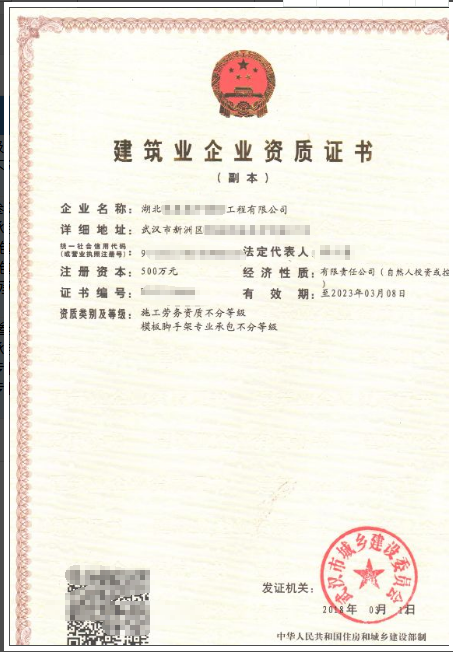 建筑业企业资质证书
(副本)
企业名称：湖北 工程有限公司
详细地址：武汉市新洲区
统一社会信用代码
(或营业执照注册号)：9 法定代表人：
注册资本：500万元 经济性质：有限责任公司（自然人投资或控
）
证书编号： 有效期：至2023年03月08日
资质类别及等级：施工劳务资质不分等级
模板脚手架专业承包不分等级
武汉市城乡建设委员会
发证机关：
2018年 03月 日
中华人民共和国住房和城乡建设部制